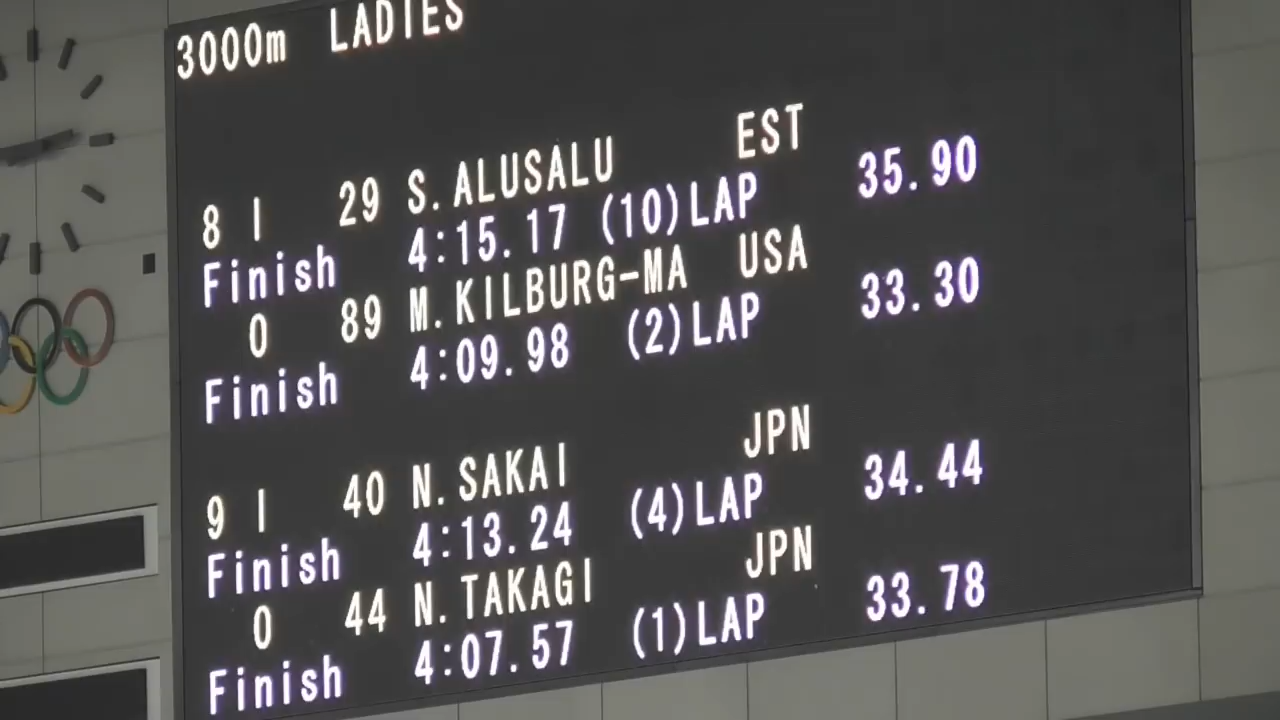 3000m LADIES
8 I 29 S.ALUSALU EST
Finish 4:15.17 (10)LAP 35.90
O 89 M.KILBURG-MA USA
Finish 4:09.98 (2)LAP 33.30
9 I 40 N.SAKAI JPN
Finish 4:13.24 (4)LAP 34.44
O 44 N.TAKAGI JPN
Finish 4:07.57 (1)LAP 33.78